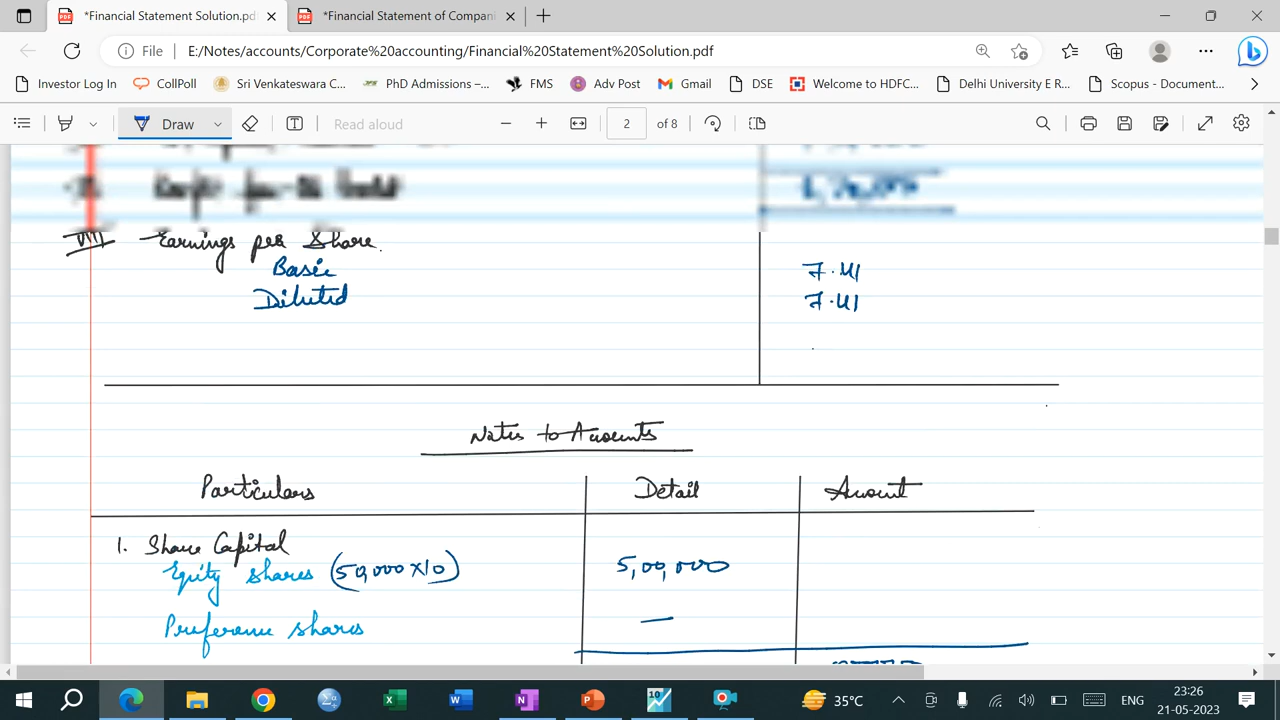 *Financial Statement Solution.pdf
*Financial Statement of Compani
File
E:/Notes/accounts/Corporate%20accounting/Financial%20Statement%20Solution.pdf
Investor Log In
CollPoll
Sri Venkateswara C...
PhD Admissions –...
FMS
Adv Post
Gmail
DSE
Welcome to HDFC...
Delhi University E R...
Scopus - Document...
Draw
Read aloud
2 of 8
VIII Earnings per Share.
Basic 7.41
Diluted 7.41
Notes to Accounts
Particulars Detail Amount
1. Share Capital
Equity shares (50,000 x 10) 5,00,000
Preference shares —
35°C
ENG
23:26
21-05-2023